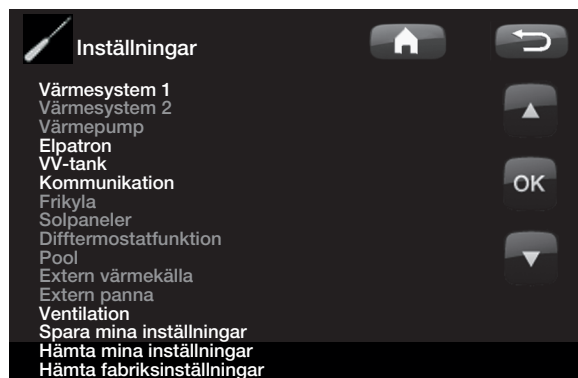 Inställningar
Värmesystem 1
Värmesystem 2
Värmepump
Elpatron
VV-tank
Kommunikation
Frikyla
Solpaneler
Difftermostatfunktion
Pool
Extern värmekälla
Extern panna
Ventilation
Spara mina inställningar
Hämta mina inställningar
Hämta fabriksinställningar
OK